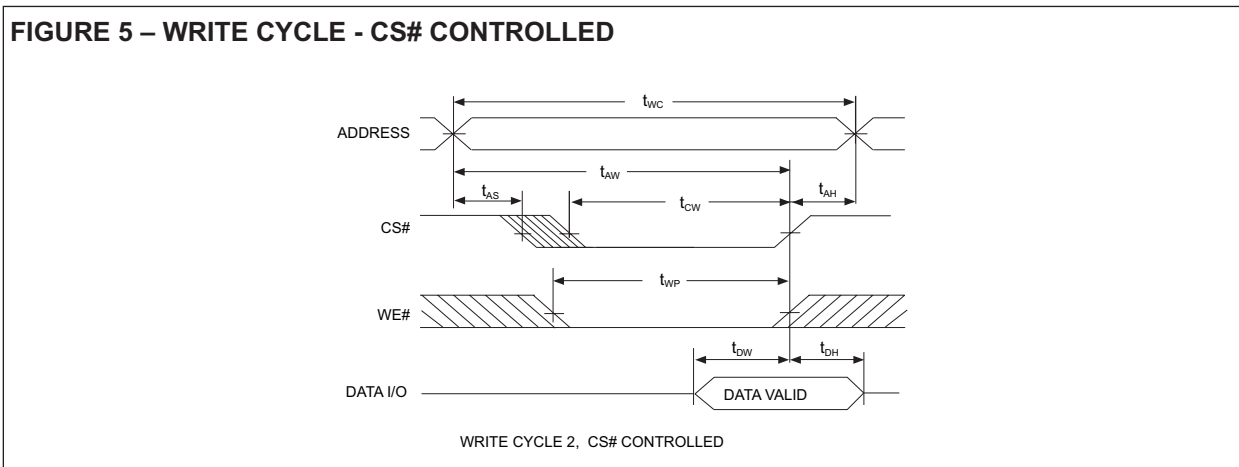 FIGURE 5 – WRITE CYCLE - CS# CONTROLLED
tWC
ADDRESS
tAW
tAS
tAH
tCW
CS#
tWP
WE#
tDW
tDH
DATA I/O
DATA VALID
WRITE CYCLE 2, CS# CONTROLLED